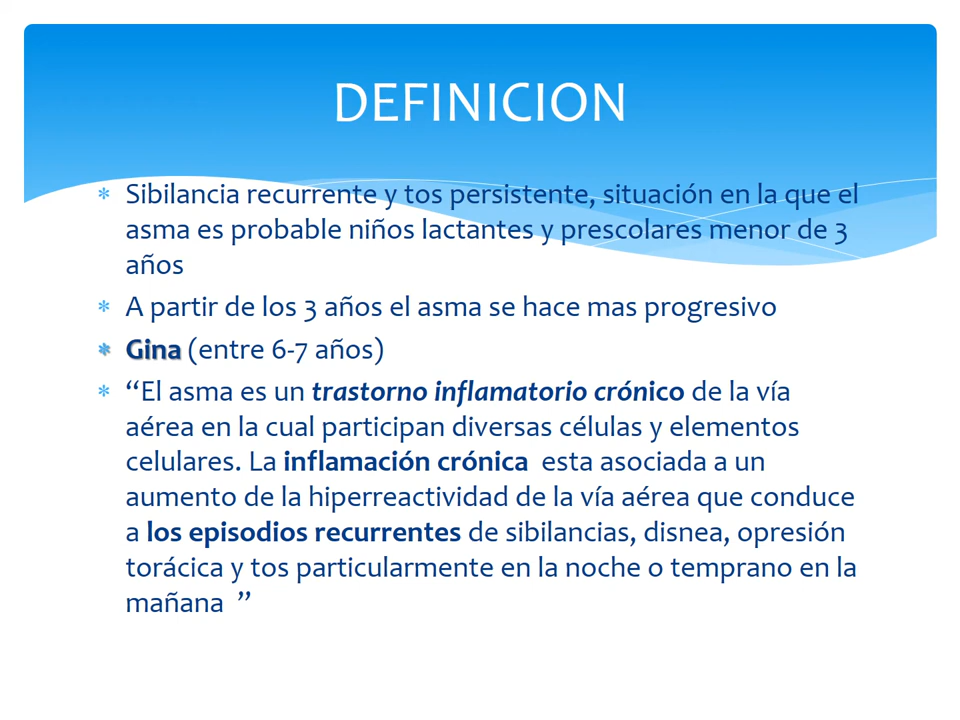 DEFINICION
* Sibilancia recurrente y tos persistente, situación en la que el
asma es probable niños lactantes y prescolares menor de 3
años
* A partir de los 3 años el asma se hace mas progresivo
* Gina (entre 6-7 años)
* “El asma es un trastorno inflamatorio crónico de la vía
aérea en la cual participan diversas células y elementos
celulares. La inflamación crónica esta asociada a un
aumento de la hiperreactividad de la vía aérea que conduce
a los episodios recurrentes de sibilancias, disnea, opresión
torácica y tos particularmente en la noche o temprano en la
mañana ”